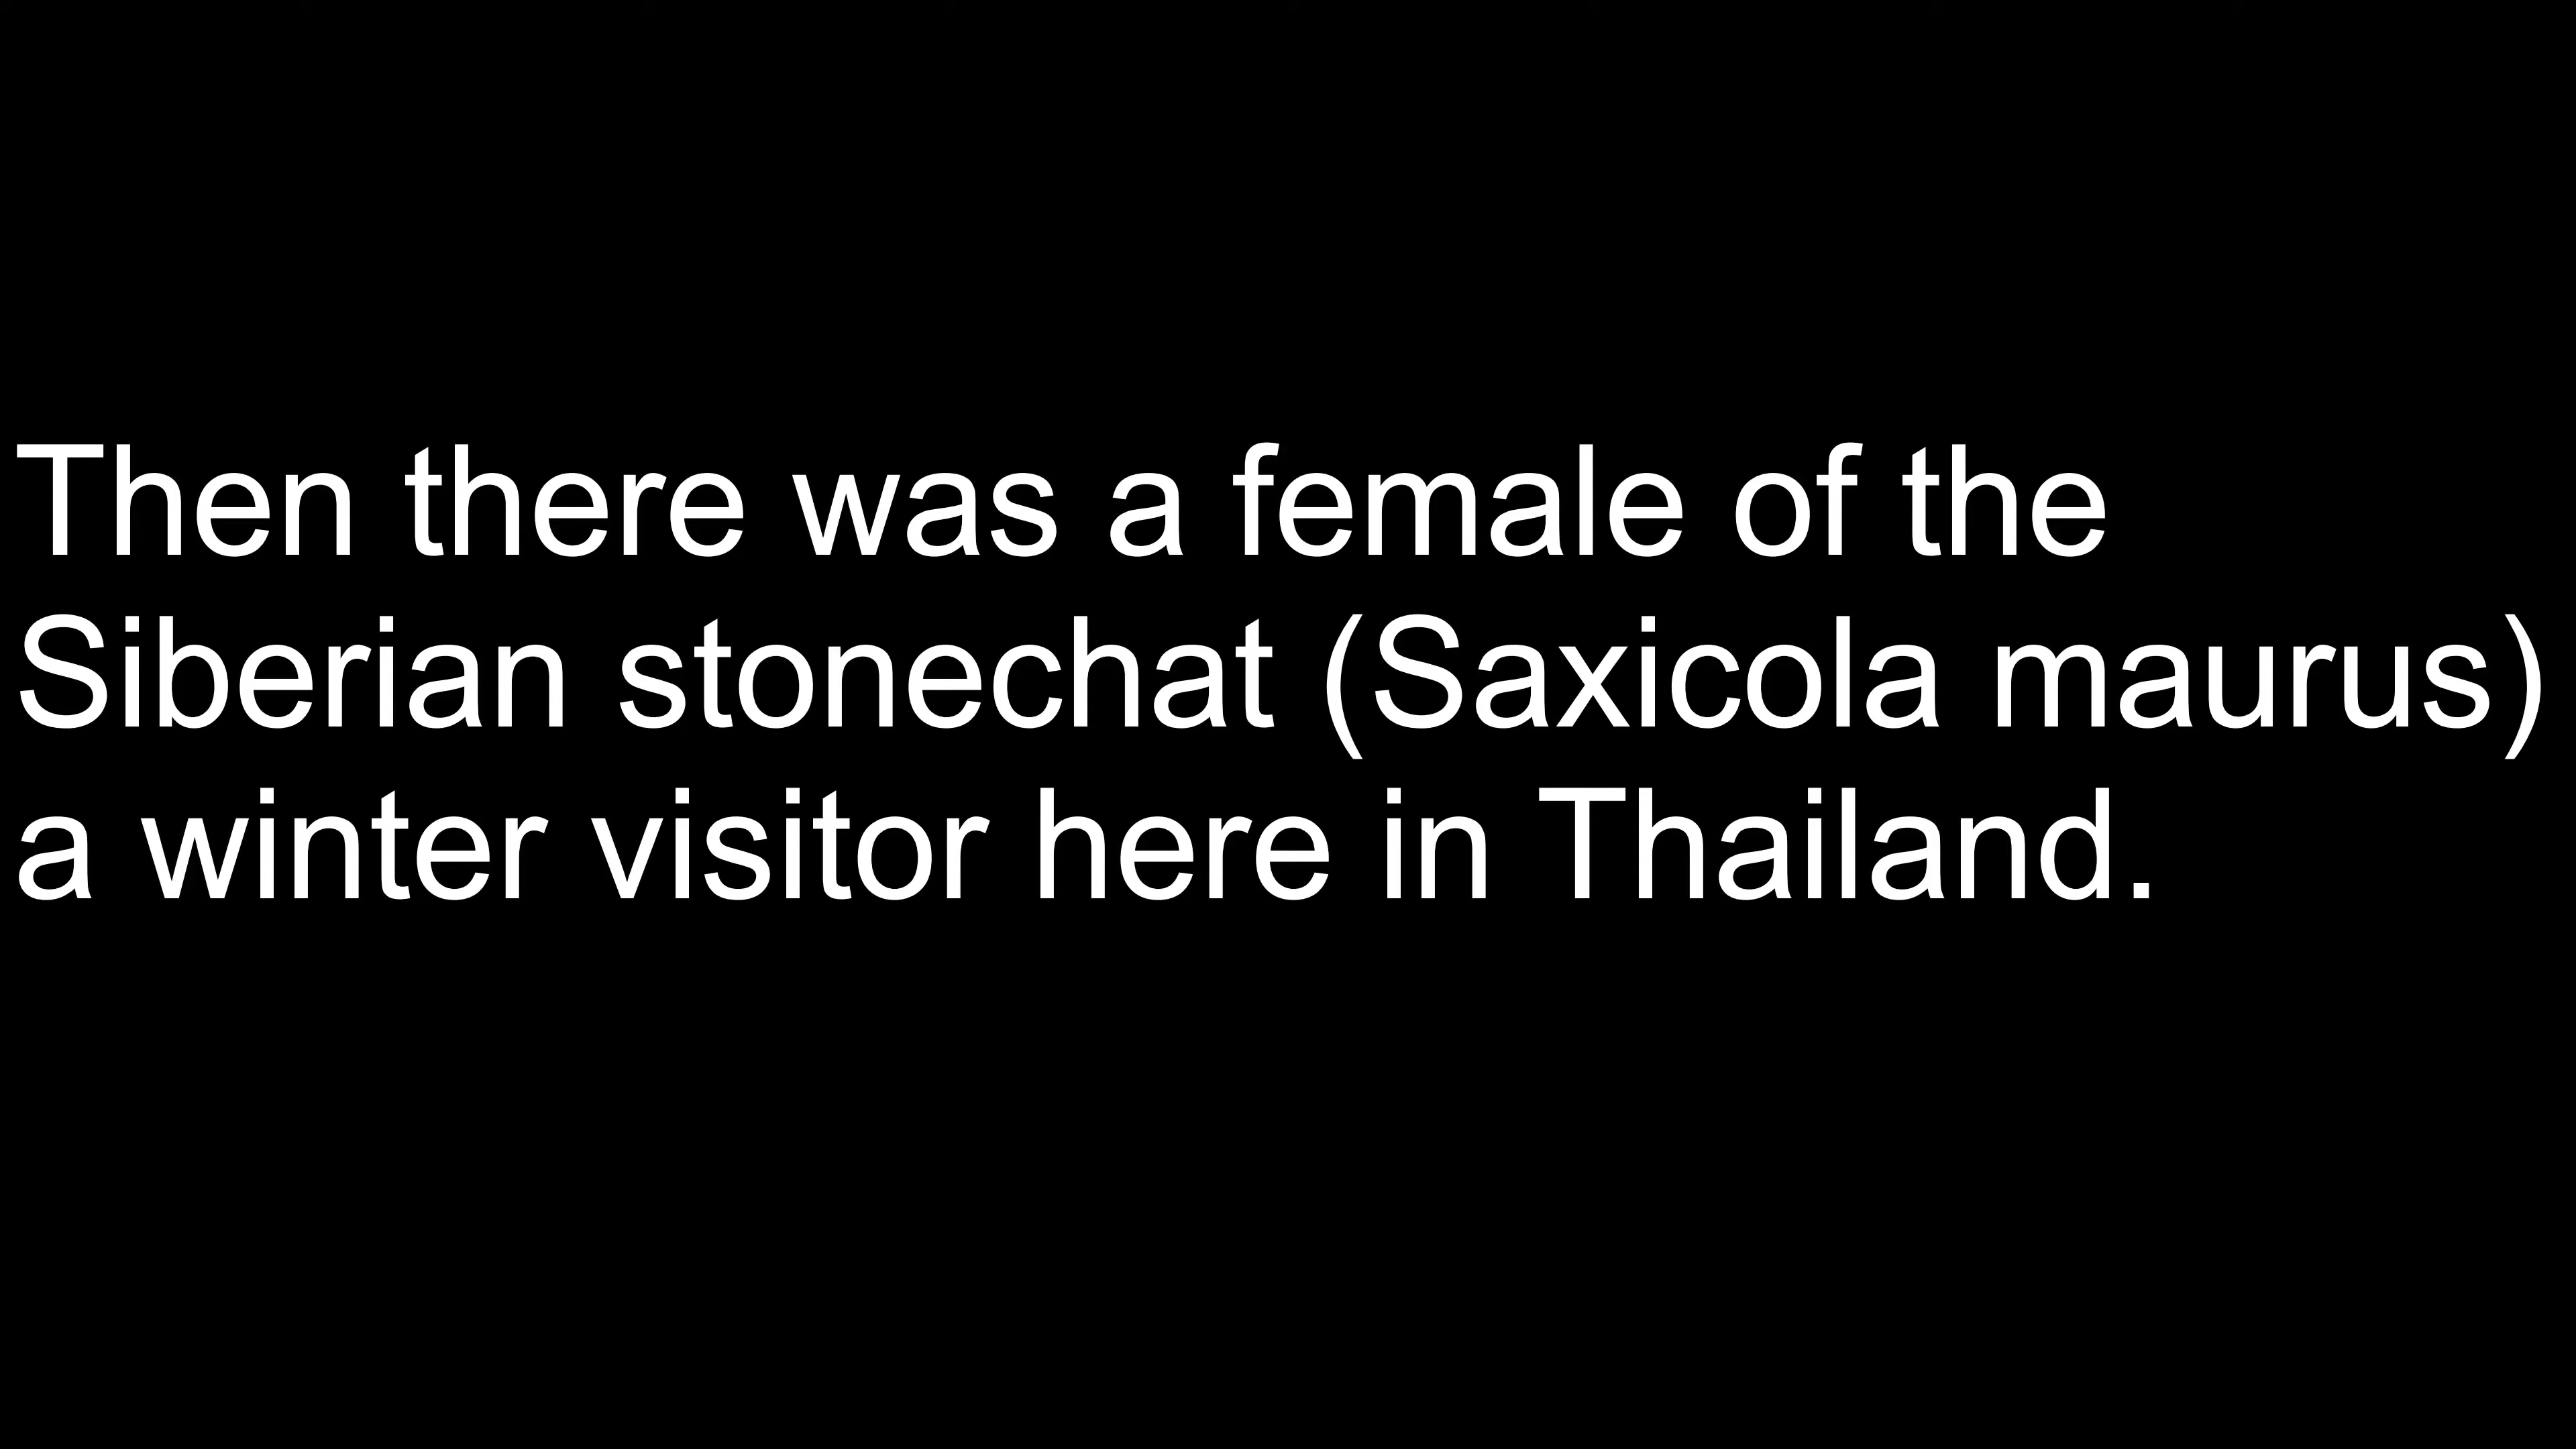 Then there was a female of the
Siberian stonechat (Saxicola maurus)
a winter visitor here in Thailand.